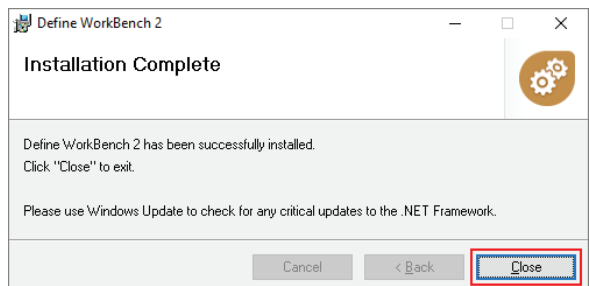 Define WorkBench 2
Installation Complete
Define WorkBench 2 has been successfully installed.
Click "Close" to exit.
Please use Windows Update to check for any critical updates to the .NET Framework.
Cancel
< Back
Close